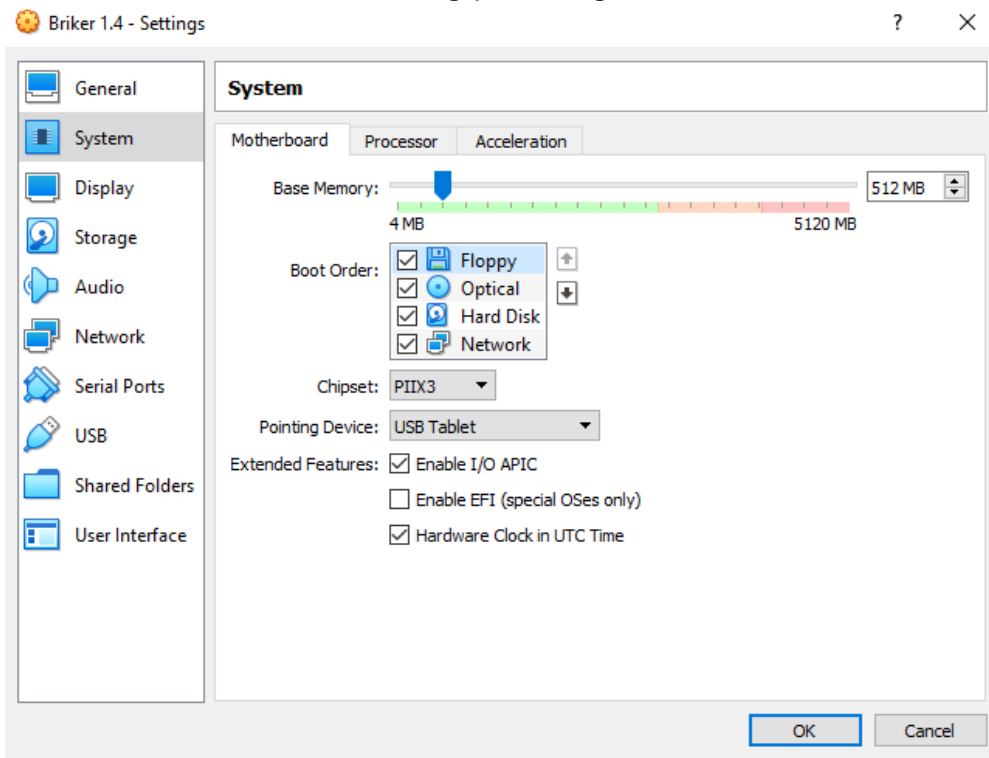 Briker 1.4 - Settings
?
General
System
Display
Storage
Audio
Network
Serial Ports
USB
Shared Folders
User Interface
System
Motherboard Processor Acceleration
Base Memory: 512 MB
4 MB 5120 MB
Boot Order: Floppy
Optical
Hard Disk
Network
Chipset: PIIX3
Pointing Device: USB Tablet
Extended Features: Enable I/O APIC
Enable EFI (special OSes only)
Hardware Clock in UTC Time
OK Cancel